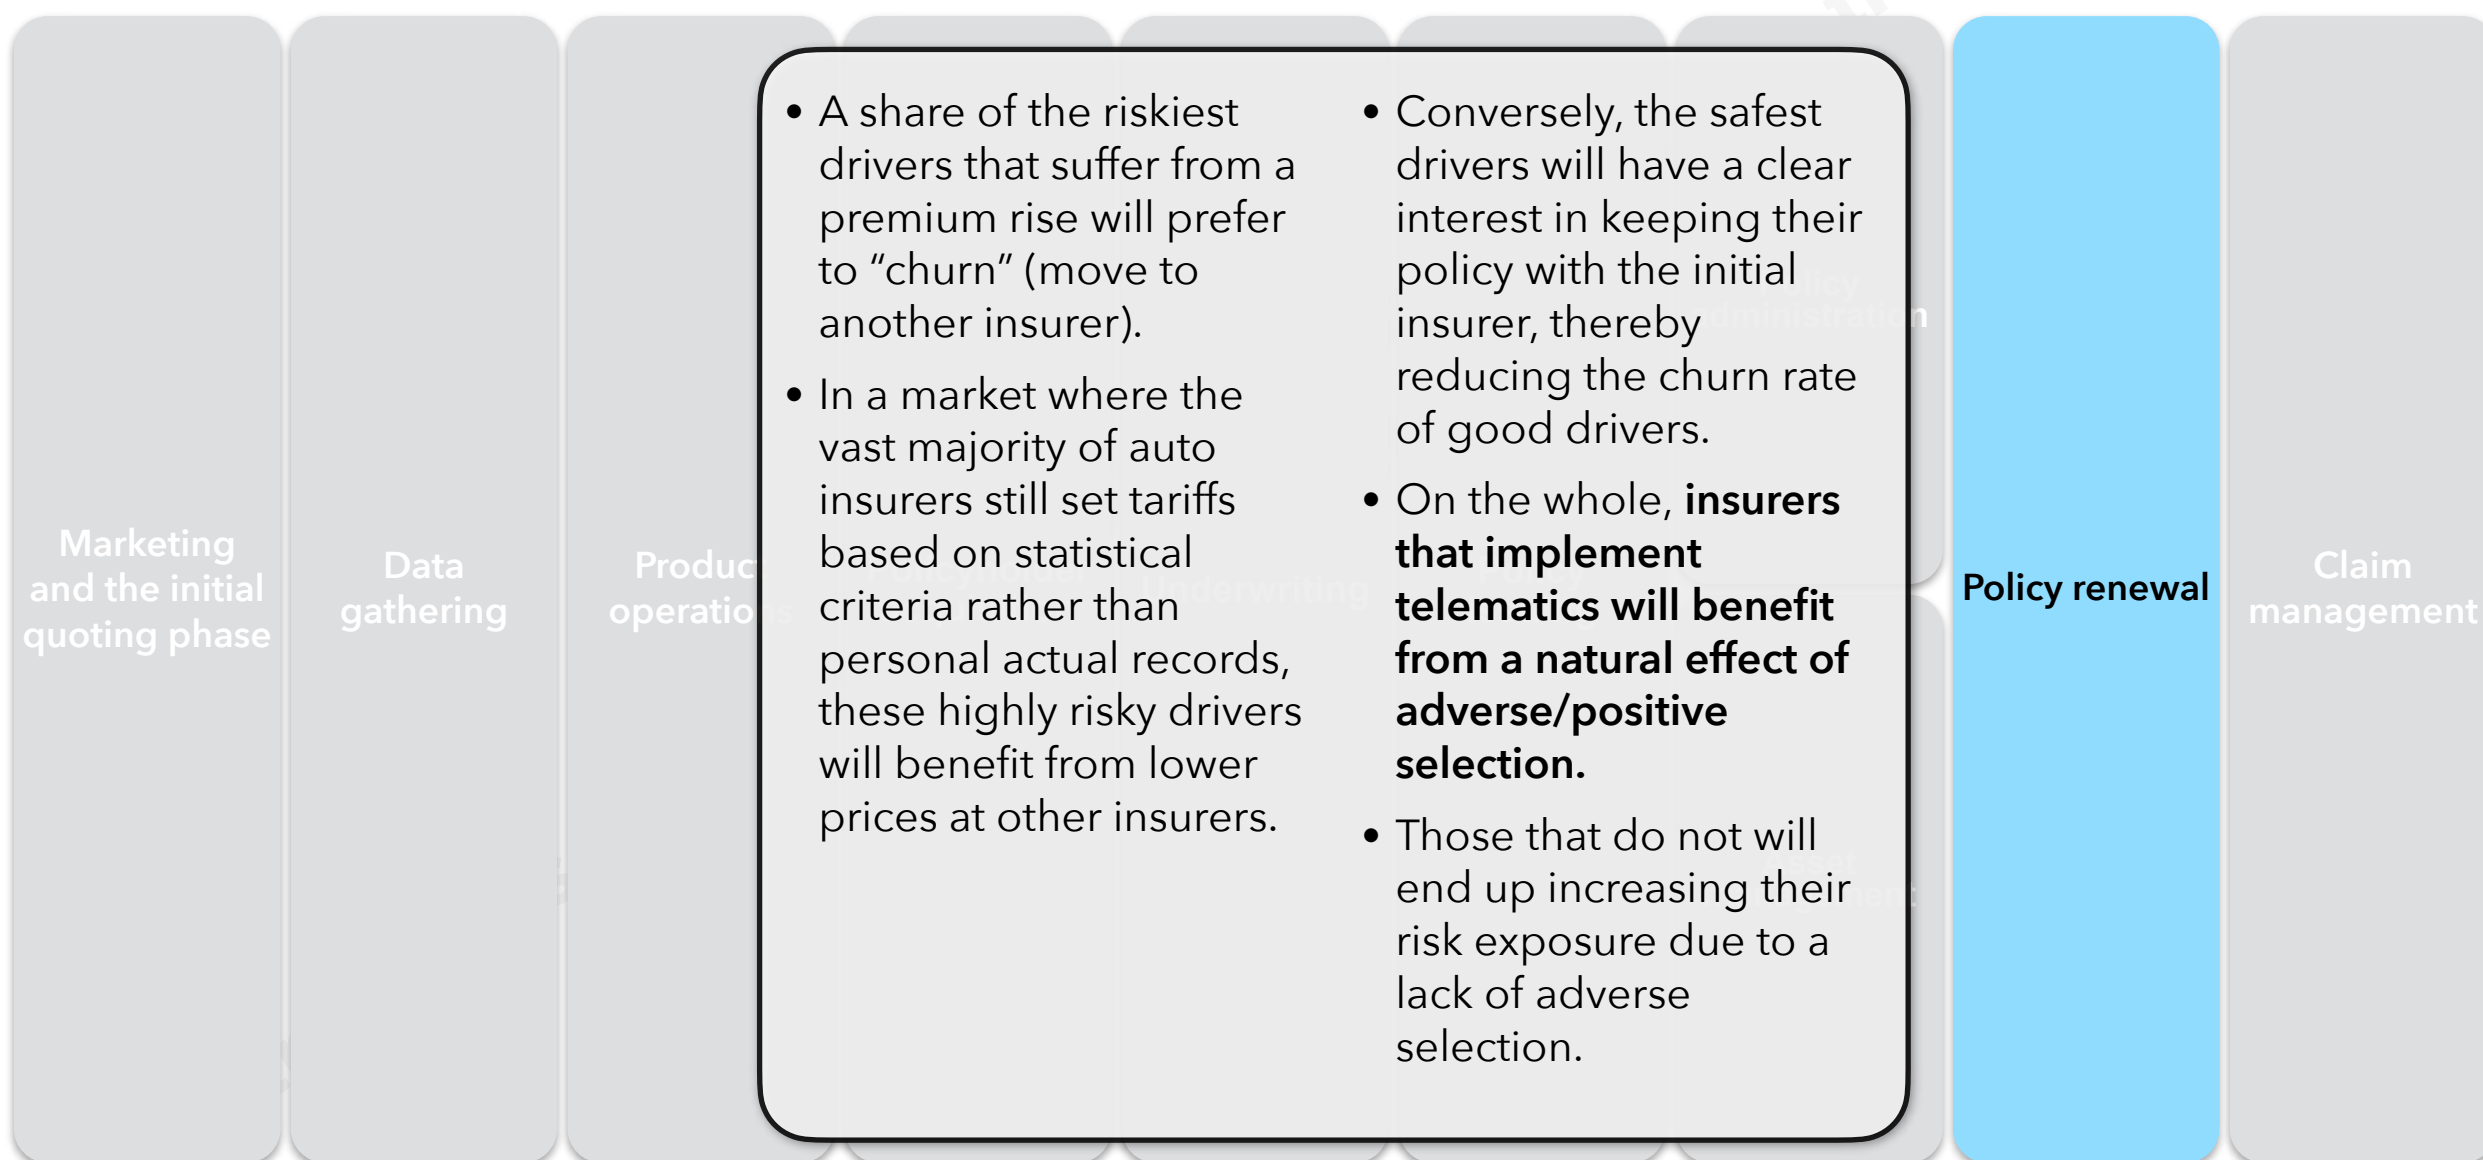 Marketing
and the initial
quoting phase
Data
gathering
Product
operations
• A share of the riskiest
drivers that suffer from a
premium rise will prefer
to “churn” (move to
another insurer).
• In a market where the
vast majority of auto
insurers still set tariffs
based on statistical
criteria rather than
personal actual records,
these highly risky drivers
will benefit from lower
prices at other insurers.
• Conversely, the safest
drivers will have a clear
interest in keeping their
policy with the initial
insurer, thereby
reducing the churn rate
of good drivers.
• On the whole, insurers
that implement
telematics will benefit
from a natural effect of
adverse/positive
selection.
• Those that do not will
end up increasing their
risk exposure due to a
lack of adverse
selection.
Underwriting
Policy renewal
Claim
management